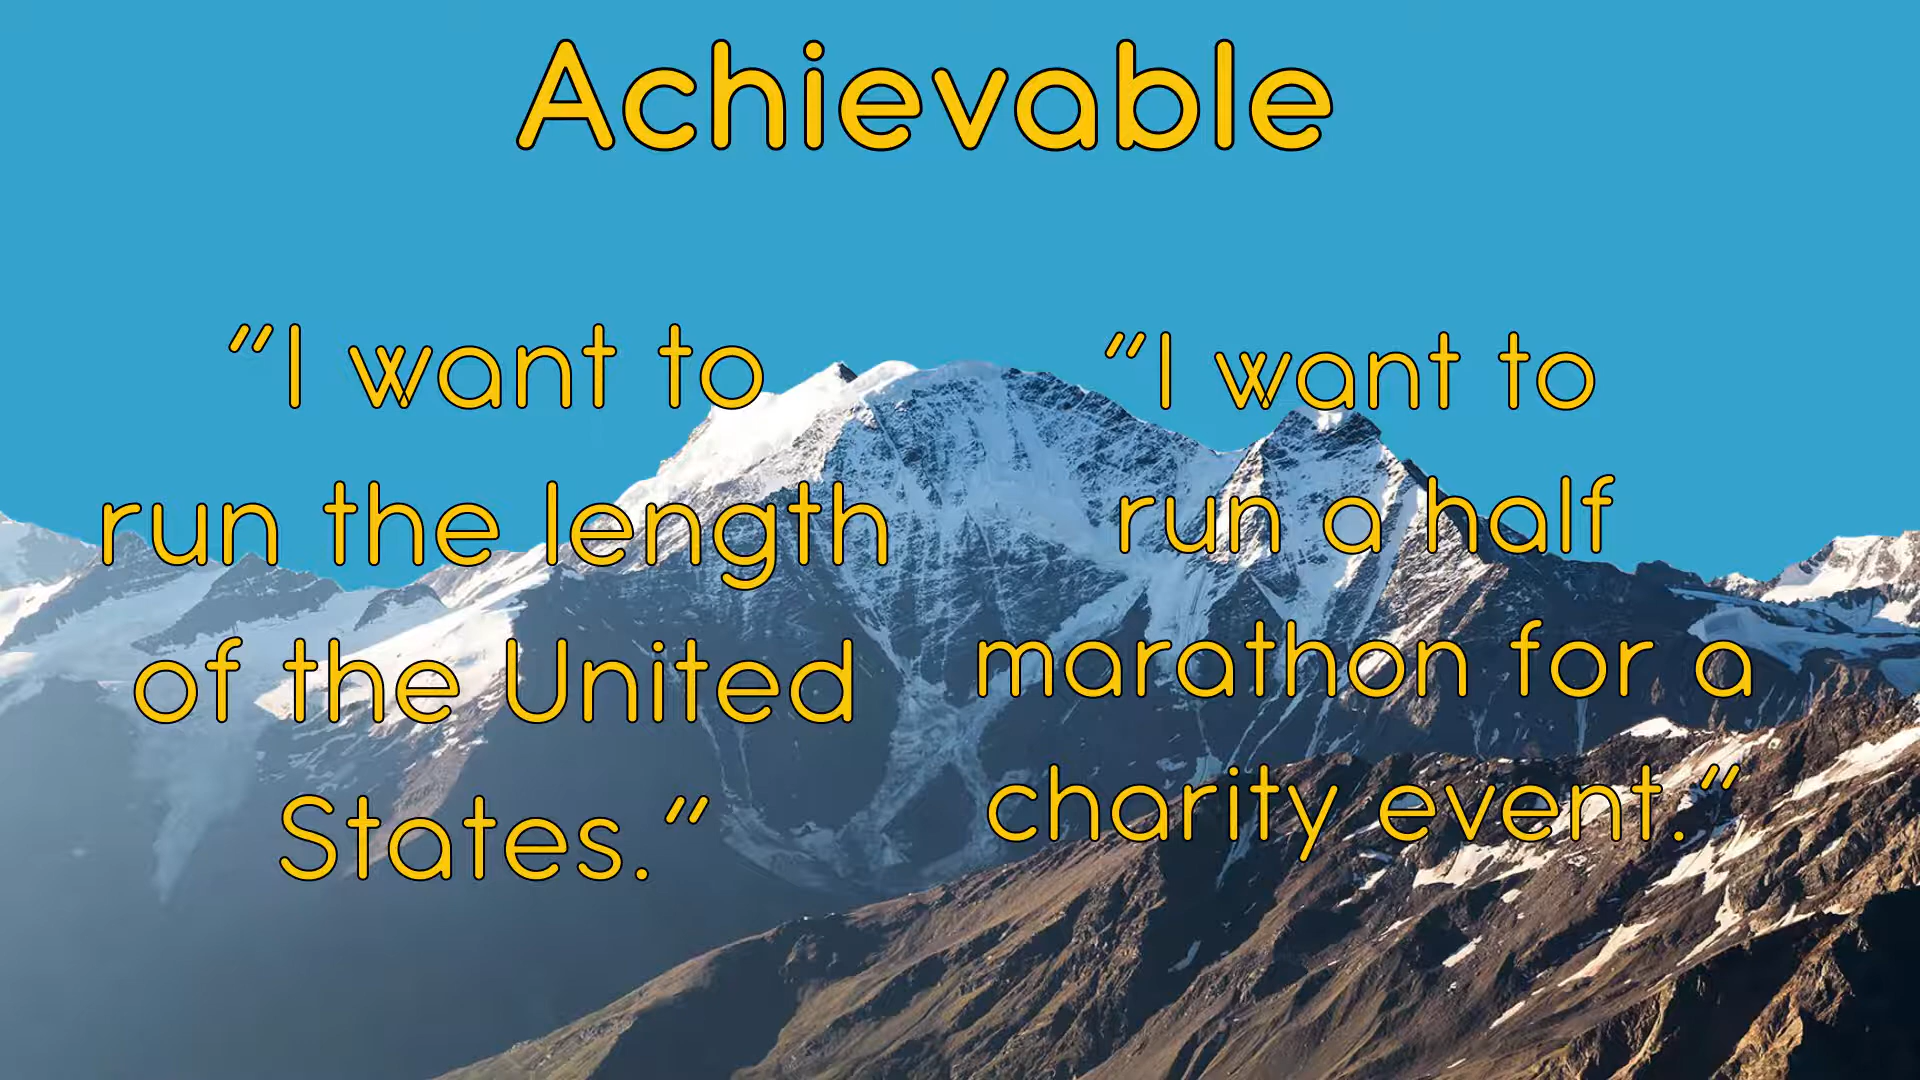 Achievable
“I want to
run the length
of the United
States.”
“I want to
run a half
marathon for a
charity event.”